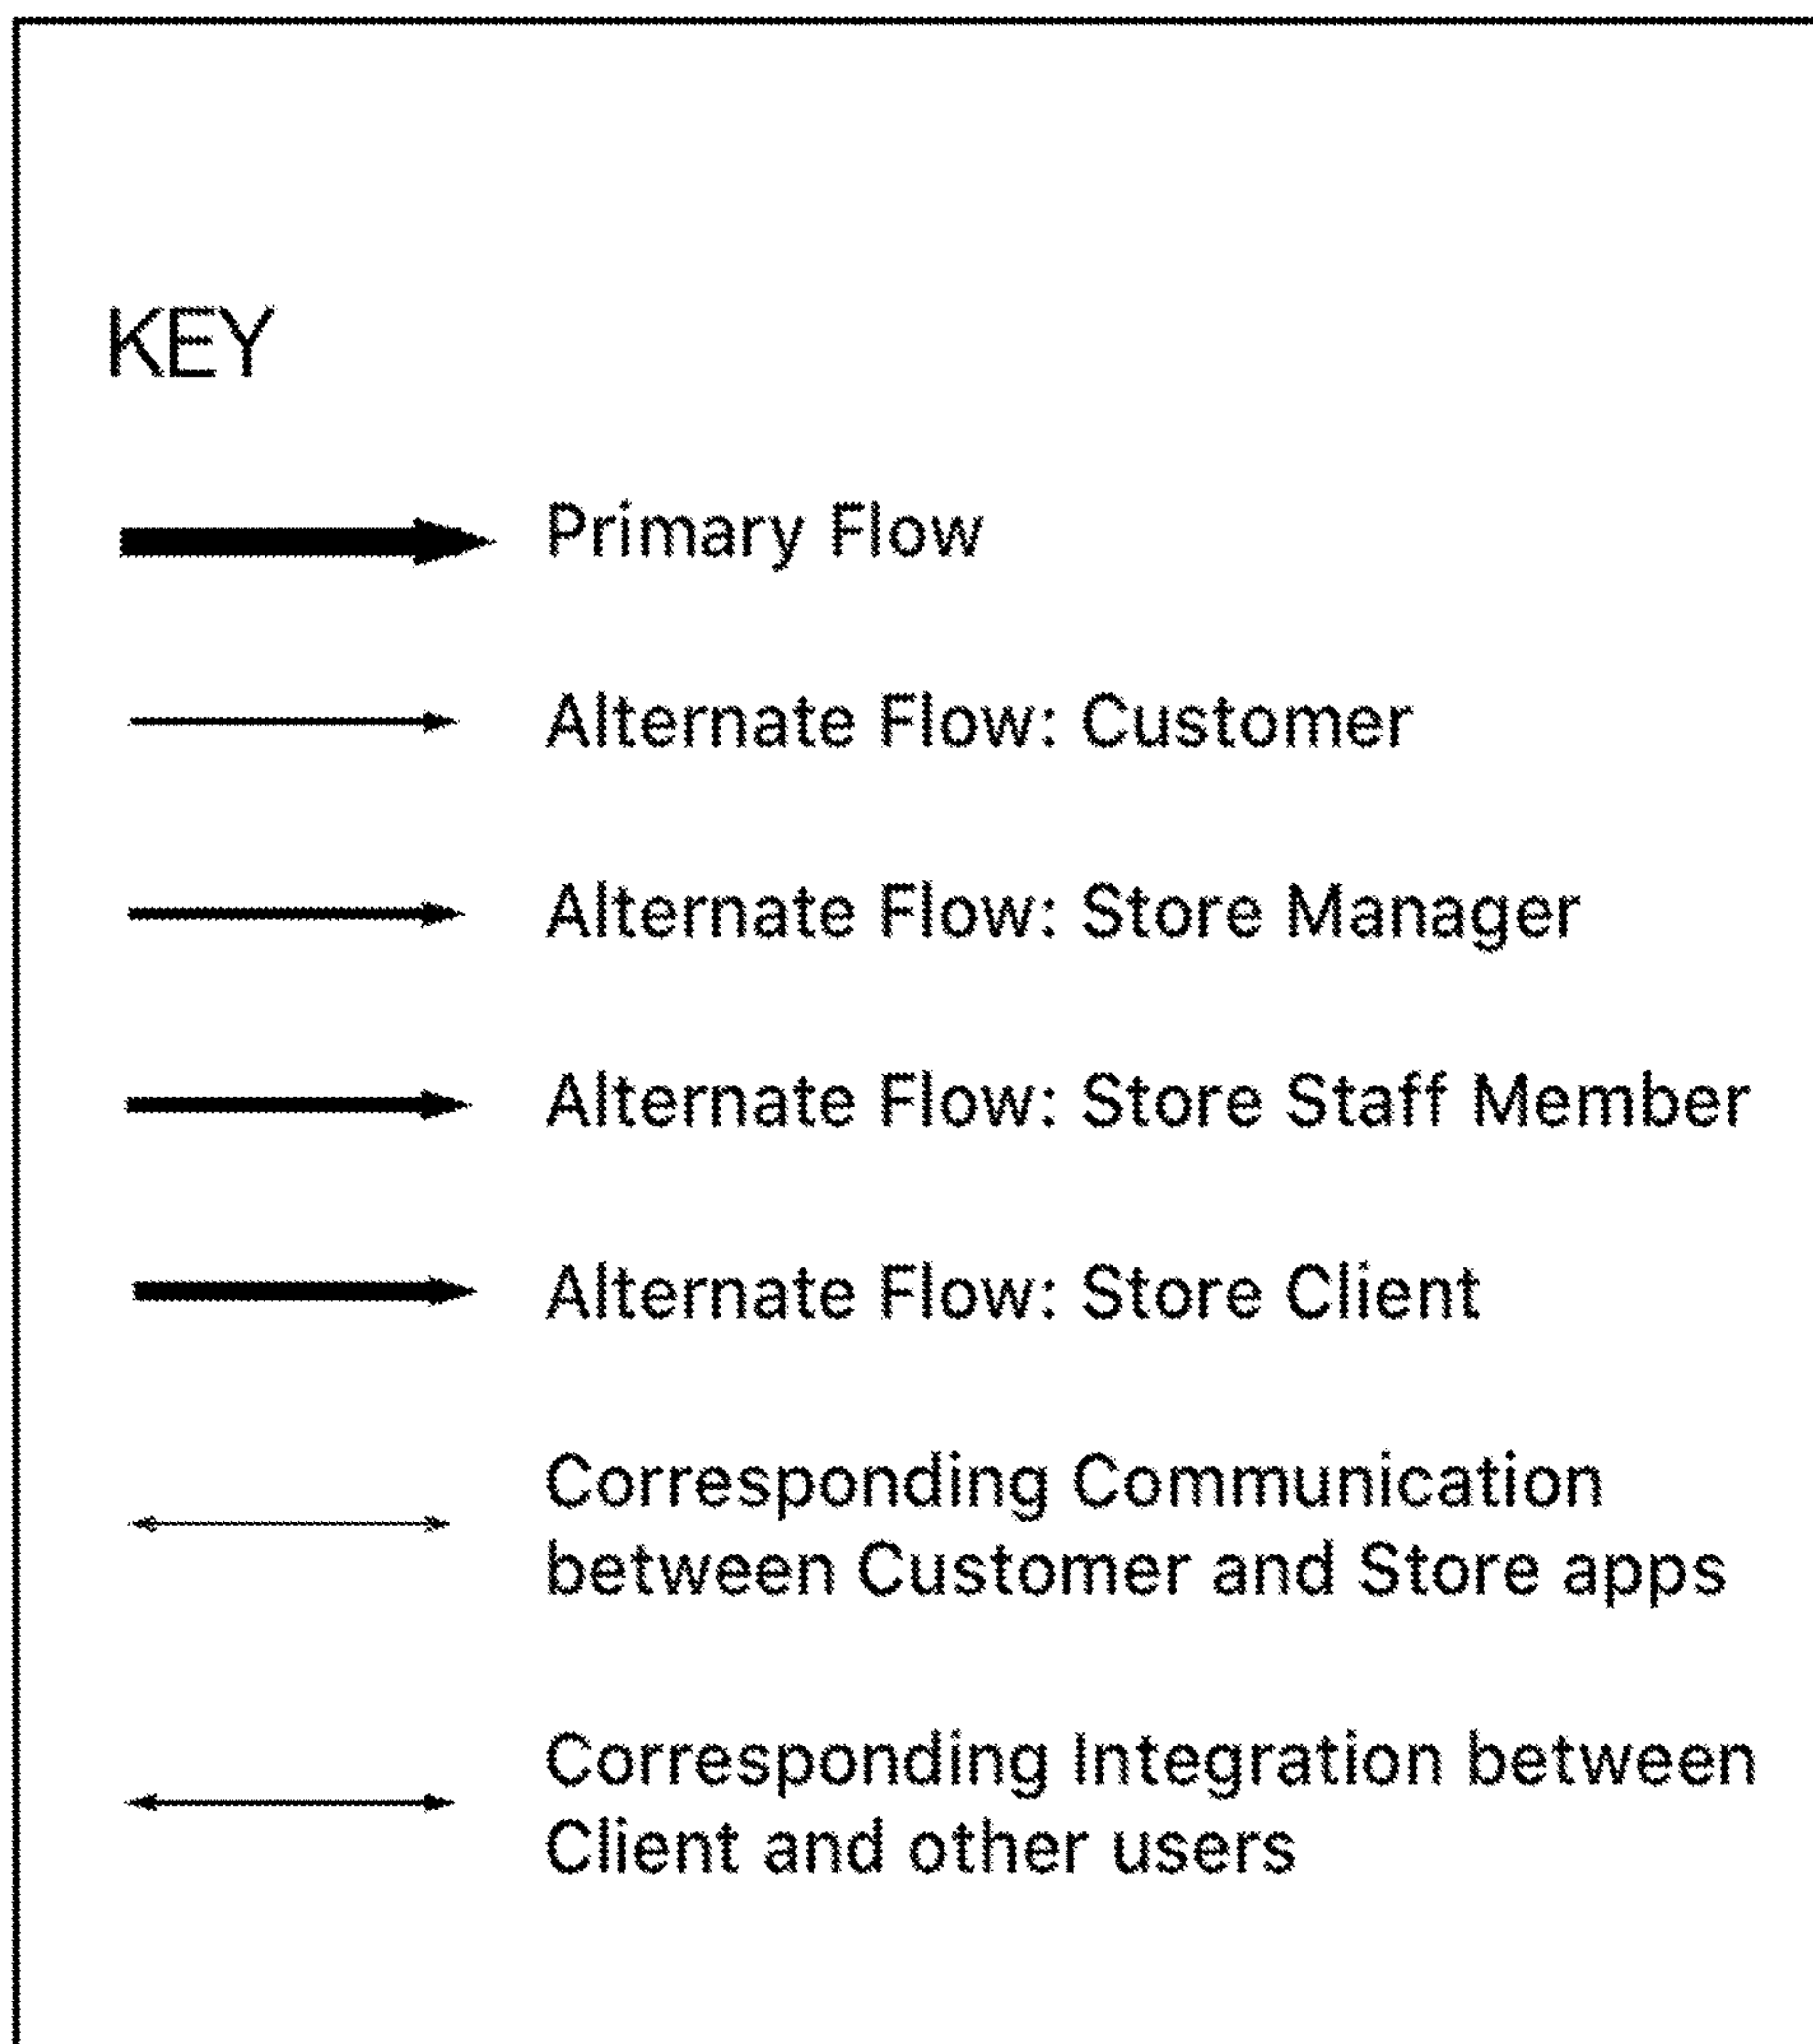 KEY
Primary Flow
Alternate Flow: Customer
Alternate Flow: Store Manager
Alternate Flow: Store Staff Member
Alternate Flow: Store Client
Corresponding Communication
between Customer and Store apps
Corresponding Integration between
Client and other users